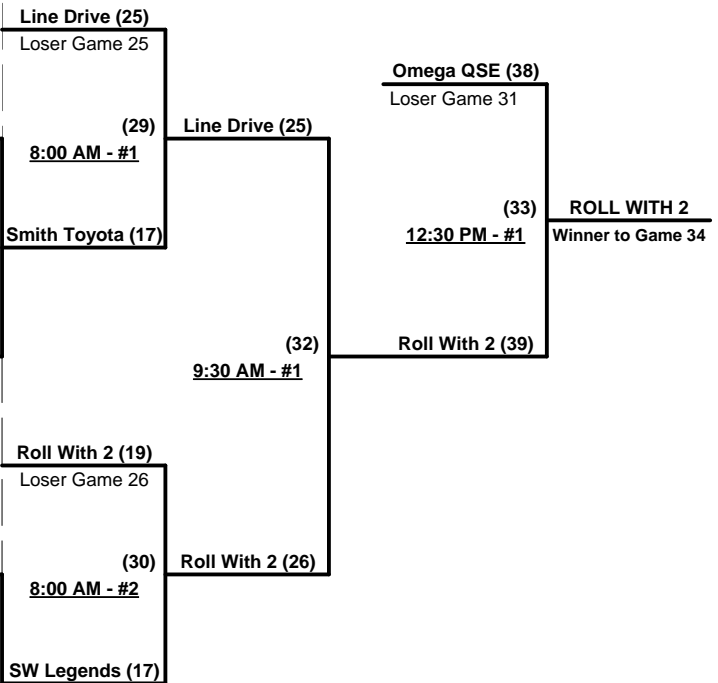 Line Drive (25)
Loser Game 25
(29)
8:00 AM - #1
Smith Toyota (17)
Line Drive (25)
Roll With 2 (19)
Loser Game 26
(30)
8:00 AM - #2
SW Legends (17)
Roll With 2 (26)
(32)
9:30 AM - #1
Omega QSE (38)
Loser Game 31
(33)
12:30 PM - #1
Roll With 2 (39)
ROLL WITH 2
Winner to Game 34